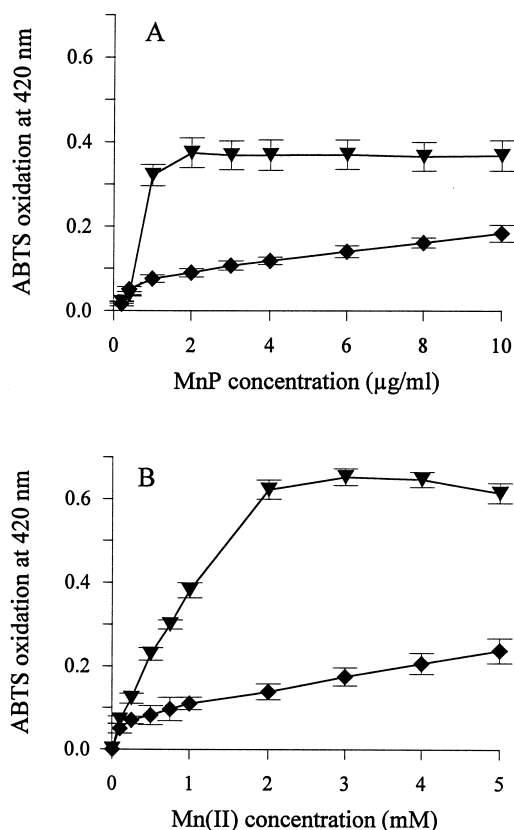 A
0.6
0.4
0.2
0.0
ABTS oxidation at 420 nm
0 2 4 6 8 10
MnP concentration (µg/ml)
B
0.6
0.4
0.2
0.0
ABTS oxidation at 420 nm
0 1 2 3 4 5
Mn(II) concentration (mM)